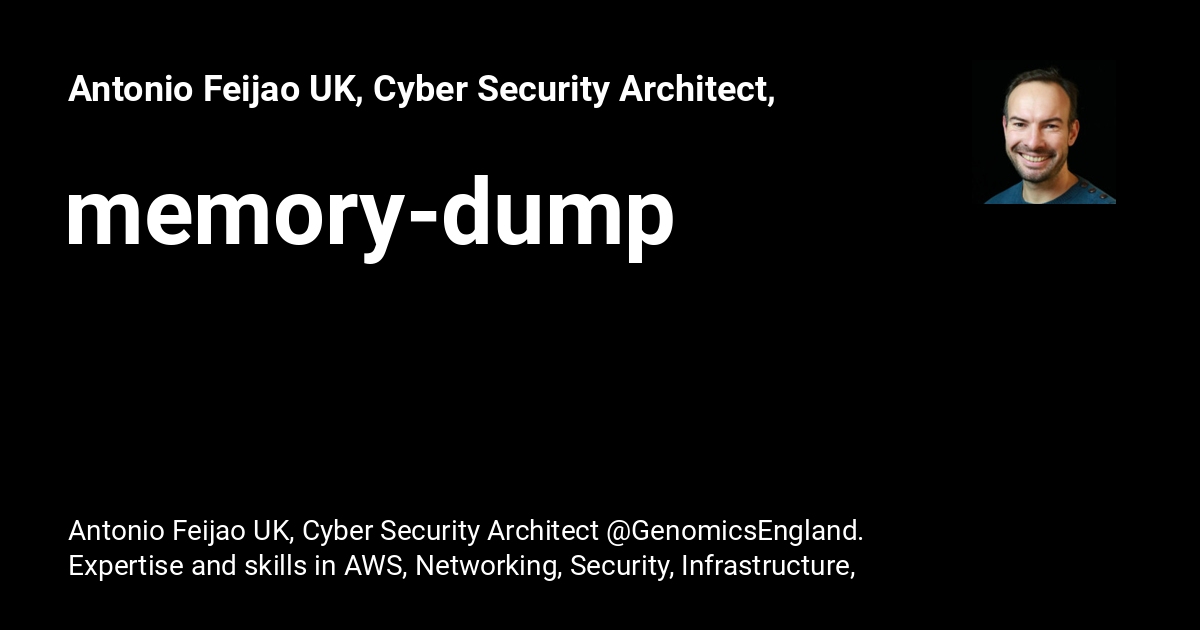 Antonio Feijao UK, Cyber Security Architect,
memory-dump
Antonio Feijao UK, Cyber Security Architect @GenomicsEngland.
Expertise and skills in AWS, Networking, Security, Infrastructure,